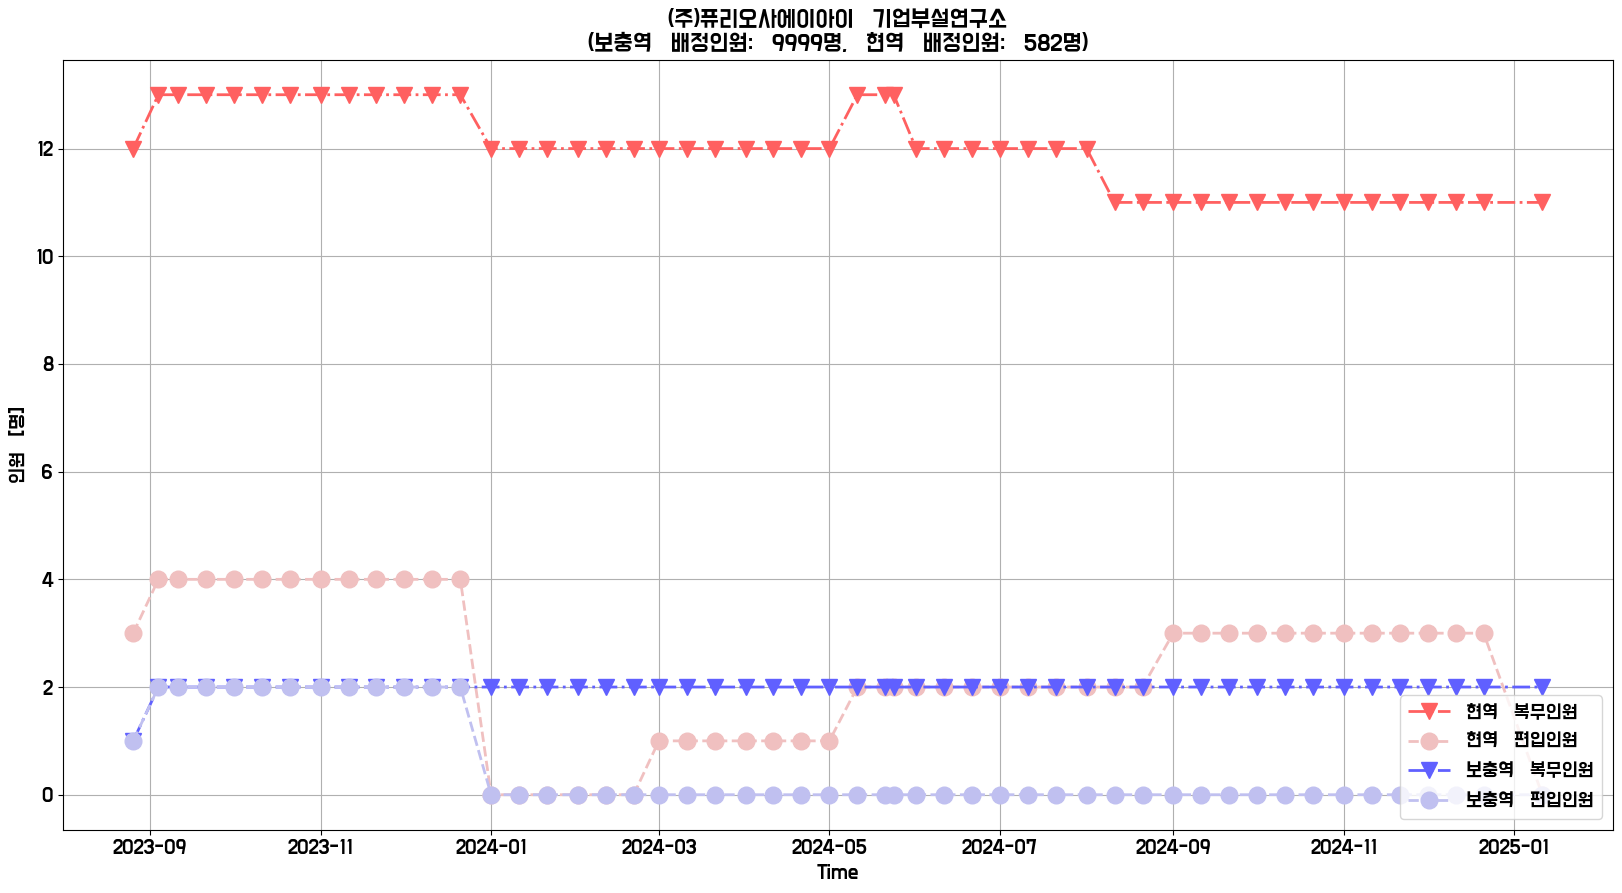 (주)퓨리오사에이아이 기업부설연구소
(보충역 배정인원: 9999명, 현역 배정인원: 582명)
인원 [명]
12
10
8
6
4
2
0
현역 복무인원
현역 편입인원
보충역 복무인원
보충역 편입인원
2023-09 2023-11 2024-01 2024-03 2024-05 2024-07 2024-09 2024-11 2025-01
Time